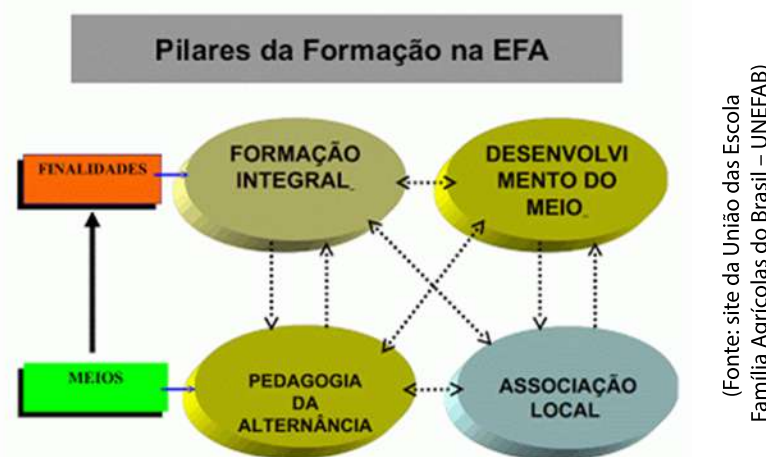 Pilares da Formação na EFA
FINALIDADES
FORMAÇÃO
INTEGRAL
DESENVOLVI
MENTO DO
MEIO
MEIOS
PEDAGOGIA
DA
ALTERNÂNCIA
ASSOCIAÇÃO
LOCAL
(Fonte: site da União das Escola
Família Agrícolas do Brasil – UNEFAB)